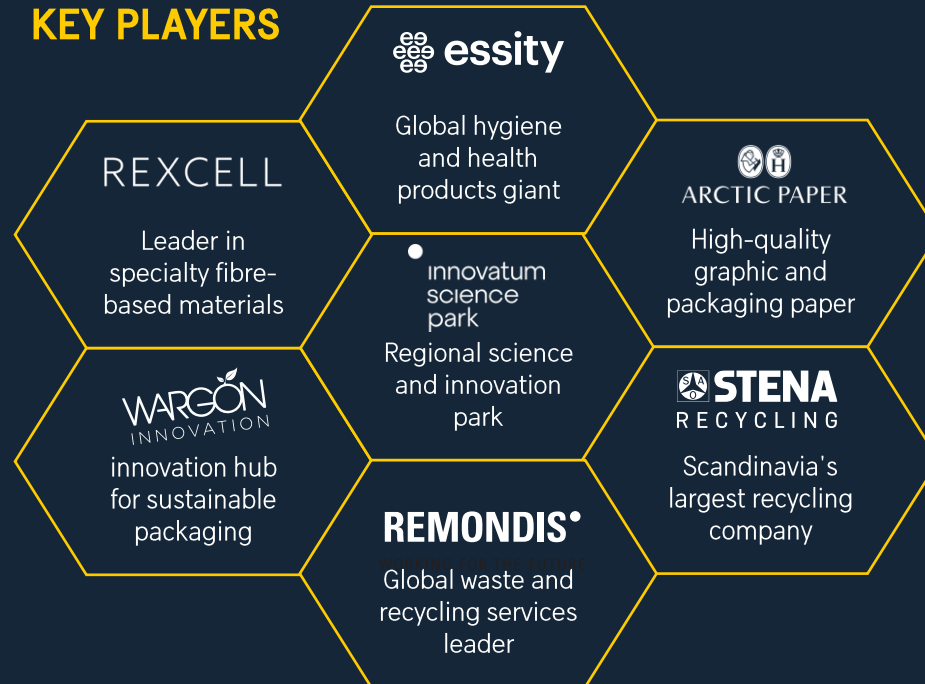 KEY PLAYERS
essity
Global hygiene
and health
products giant
REXCELL
Leader in
specialty fibre-
based materials
ARCTIC PAPER
High-quality
graphic and
packaging paper
innovatum
science
park
Regional science
and innovation
park
WARGÖN
INNOVATION
innovation hub
for sustainable
packaging
STENA
RECYCLING
Scandinavia's
largest recycling
company
REMONDIS
Global waste and
recycling services
leader